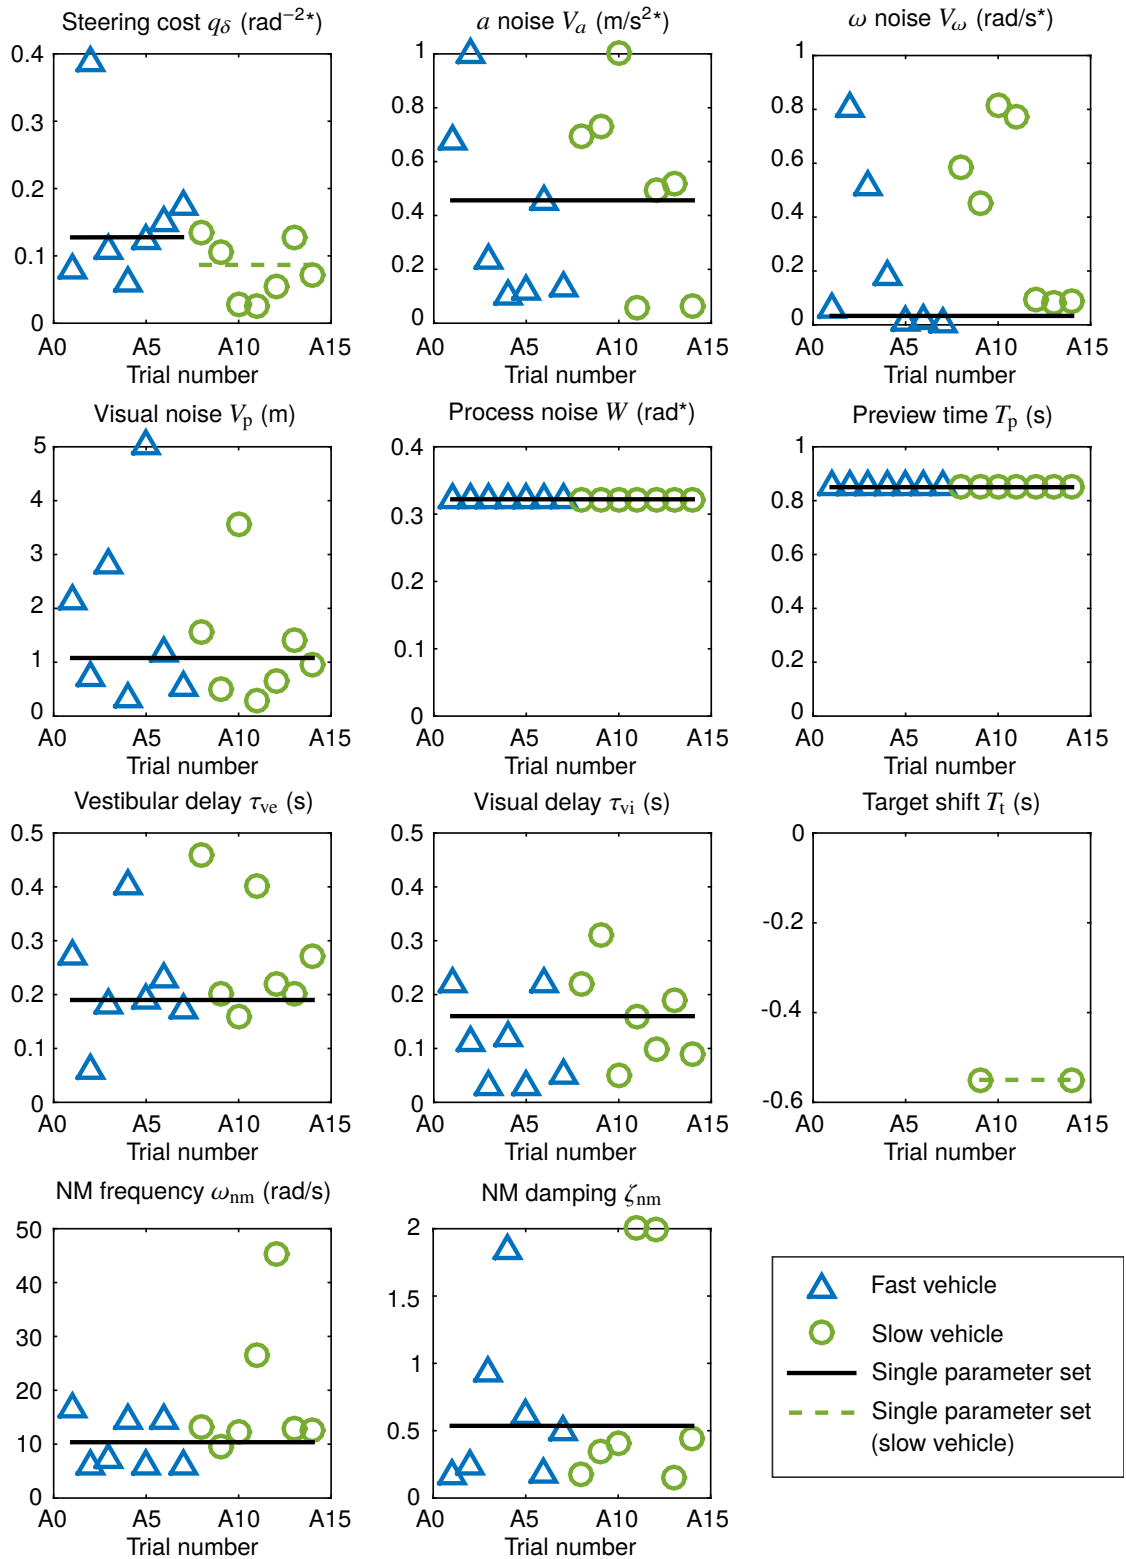 Steering cost qδ (rad⁻²*)
a noise Va (m/s²*)
ω noise Vω (rad/s*)
0.4
0.3
0.2
0.1
0
A0 A5 A10 A15
Trial number
1
0.8
0.6
0.4
0.2
0
A0 A5 A10 A15
Trial number
1
0.8
0.6
0.4
0.2
0
A0 A5 A10 A15
Trial number
Visual noise Vp (m)
Process noise W (rad*)
Preview time Tp (s)
5
4
3
2
1
0
A0 A5 A10 A15
Trial number
0.4
0.3
0.2
0.1
0
A0 A5 A10 A15
Trial number
1
0.8
0.6
0.4
0.2
0
A0 A5 A10 A15
Trial number
Vestibular delay τve (s)
Visual delay τvi (s)
Target shift Tt (s)
0.5
0.4
0.3
0.2
0.1
0
A0 A5 A10 A15
Trial number
0.5
0.4
0.3
0.2
0.1
0
A0 A5 A10 A15
Trial number
0
-0.2
-0.4
-0.6
A0 A5 A10 A15
Trial number
NM frequency ωnm (rad/s)
NM damping ζnm
50
40
30
20
10
0
A0 A5 A10 A15
Trial number
2
1.5
1
0.5
0
A0 A5 A10 A15
Trial number
Fast vehicle
Slow vehicle
Single parameter set
Single parameter set
(slow vehicle)